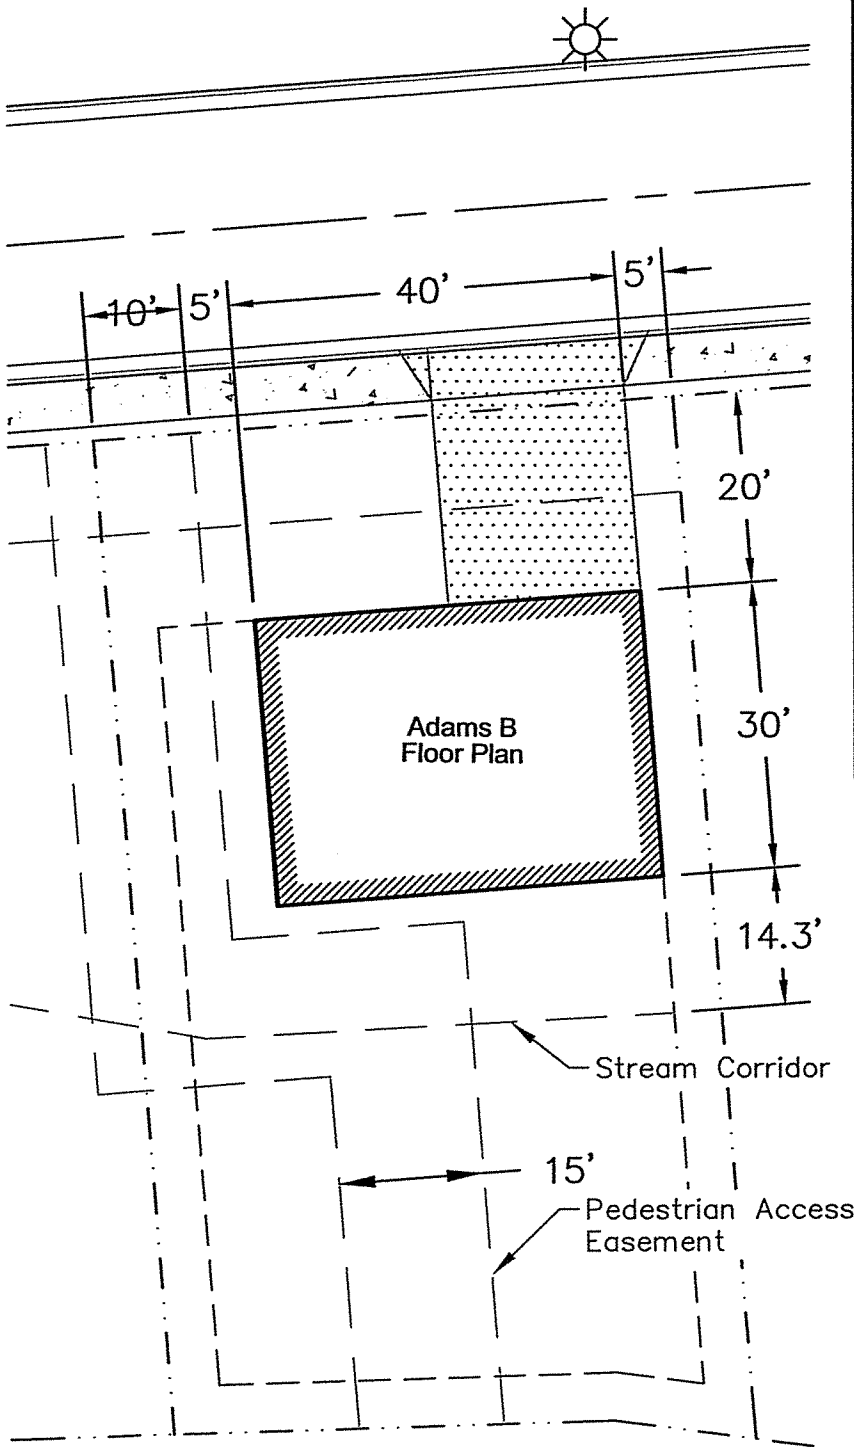 10'
5'
40'
5'
20'
Adams B
Floor Plan
30'
14.3'
Stream Corridor
15'
Pedestrian Access
Easement